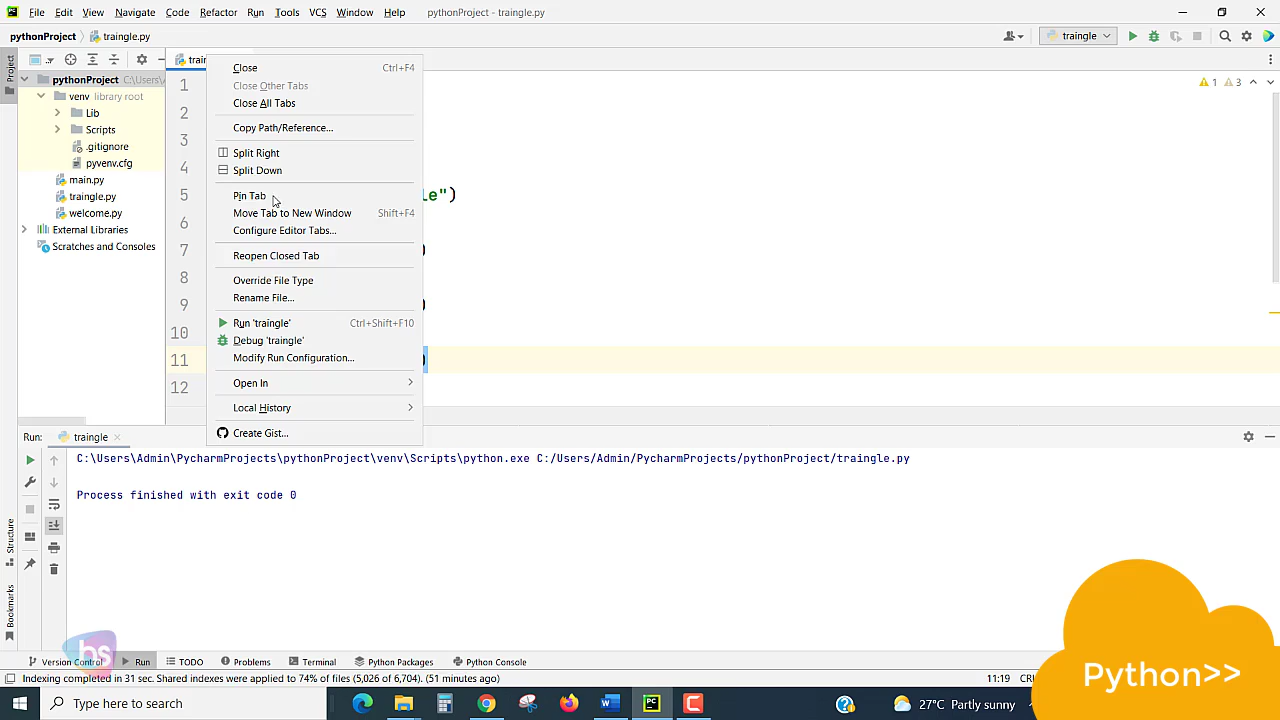 File Edit View Navigate Code Refactor Run Tools VCS Window Help pythonProject - traingle.py
pythonProject traingle.py traingle
Project
pythonProject C:\Users\
venv library root
Lib
Scripts
.gitignore
pyvenv.cfg
main.py
traingle.py
welcome.py
External Libraries
Scratches and Consoles
1
2
3
4
5 le")
6
7 )
8
9 )
10
11 )
12
1 3
Close Ctrl+F4
Close Other Tabs
Close All Tabs
Copy Path/Reference...
Split Right
Split Down
Pin Tab
Move Tab to New Window Shift+F4
Configure Editor Tabs...
Reopen Closed Tab
Override File Type
Rename File...
Run 'traingle' Ctrl+Shift+F10
Debug 'traingle'
Modify Run Configuration...
Open In
Local History
Create Gist...
Run: traingle
C:\Users\Admin\PycharmProjects\pythonProject\venv\Scripts\python.exe C:/Users/Admin/PycharmProjects/pythonProject/traingle.py
Process finished with exit code 0
Structure
Bookmarks
bs
Version Control Run TODO Problems Terminal Python Packages Python Console
Indexing completed in 31 sec. Shared indexes were applied to 74% of files (5,026 of 6,704). (51 minutes ago) 11:19
Python>>
Type here to search 27°C Partly sunny